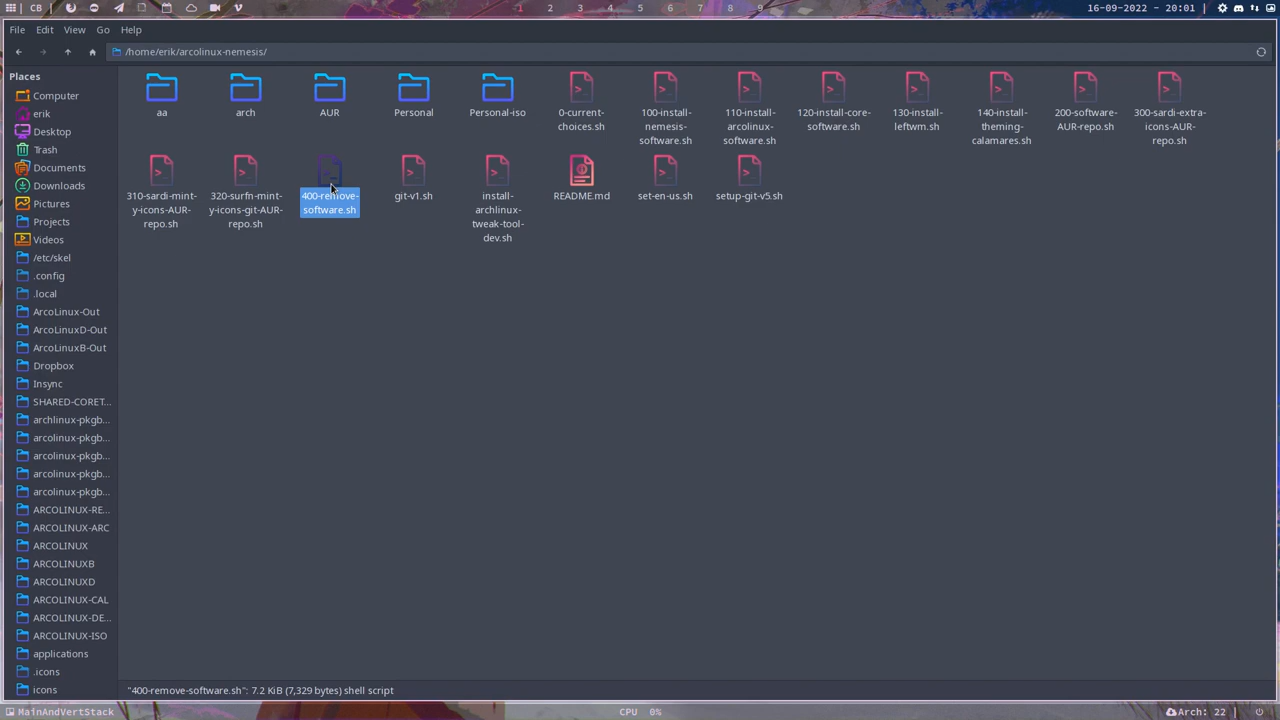 CB
1
2
3
4
5
6
7
8
9
16-09-2022 - 20:01
File Edit View Go Help
/home/erik/arcolinux-nemesis/
Places
Computer
erik
Desktop
Trash
Documents
Downloads
Pictures
Projects
Videos
/etc/skel
.config
.local
ArcoLinux-Out
ArcoLinuxD-Out
ArcoLinuxB-Out
Dropbox
Insync
SHARED-CORET...
archlinux-pkgb...
arcolinux-pkgb...
arcolinux-pkgb...
arcolinux-pkgb...
arcolinux-pkgb...
ARCOLINUX-RE...
ARCOLINUX-ARC
ARCOLINUX
ARCOLINUXB
ARCOLINUXD
ARCOLINUX-CAL
ARCOLINUX-DE...
ARCOLINUX-ISO
applications
.icons
icons
aa
arch
AUR
Personal
Personal-iso
0-current-
choices.sh
100-install-
nemesis-
software.sh
110-install-
arcolinux-
software.sh
120-install-core-
software.sh
130-install-
leftwm.sh
140-install-
theming-
calamares.sh
200-software-
AUR-repo.sh
300-sardi-extra-
icons-AUR-
repo.sh
310-sardi-mint-
y-icons-AUR-
repo.sh
320-surfn-mint-
y-icons-git-AUR-
repo.sh
400-remove-
software.sh
git-v1.sh
install-
archlinux-
tweak-tool-
dev.sh
README.md
set-en-us.sh
setup-git-v5.sh
"400-remove-software.sh": 7.2 KiB (7,329 bytes) shell script
MainAndVertStack
CPU 0%
Arch: 22